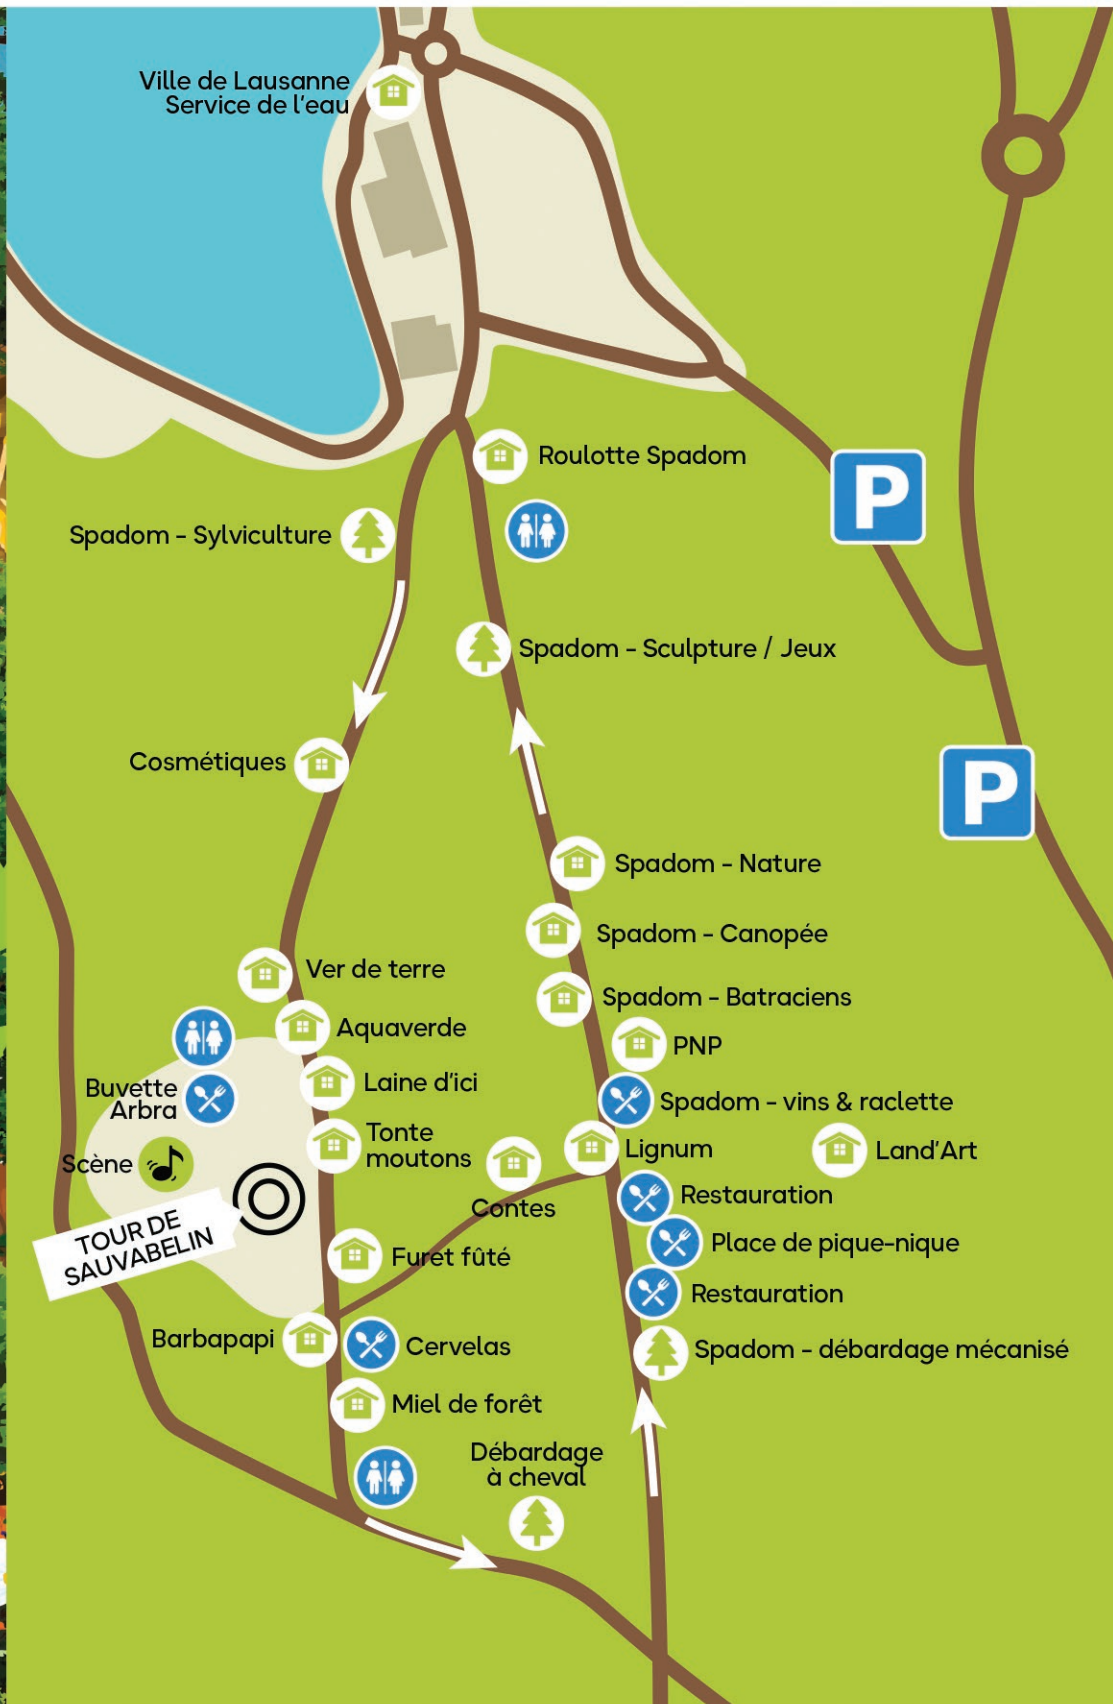 Ville de Lausanne
Service de l'eau
Roulotte Spadom
P
Spadom - Sylviculture
Spadom - Sculpture / Jeux
Cosmétiques
P
Spadom - Nature
Spadom - Canopée
Ver de terre
Spadom - Batraciens
Aquaverde
PNP
Laine d'ici
Buvette
Arbra
Spadom - vins & raclette
Tonte
moutons
Lignum
Land'Art
Scène
Restauration
Contes
TOUR DE
SAUVABELIN
Place de pique-nique
Furet fûté
Restauration
Barbapapi
Cervelas
Spadom - débardage mécanisé
Miel de forêt
Débardage
à cheval